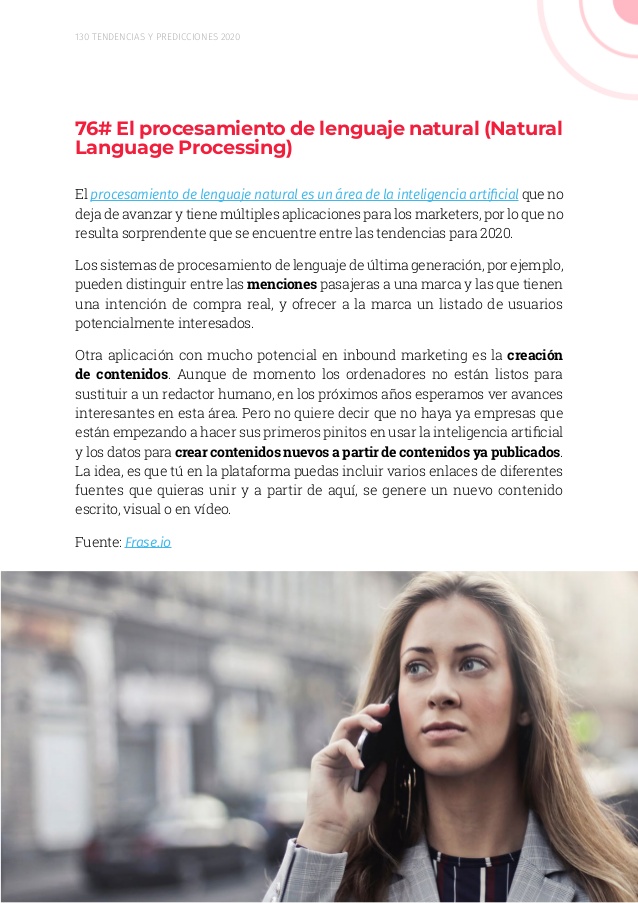 130 TENDENCIAS Y PREDICCIONES 2020
76# El procesamiento de lenguaje natural (Natural
Language Processing)
El procesamiento de lenguaje natural es un área de la inteligencia artificial que no
deja de avanzar y tiene múltiples aplicaciones para los marketers, por lo que no
resulta sorprendente que se encuentre entre las tendencias para 2020.
Los sistemas de procesamiento de lenguaje de última generación, por ejemplo,
pueden distinguir entre las menciones pasajeras a una marca y las que tienen
una intención de compra real, y ofrecer a la marca un listado de usuarios
potencialmente interesados.
Otra aplicación con mucho potencial en inbound marketing es la creación
de contenidos. Aunque de momento los ordenadores no están listos para
sustituir a un redactor humano, en los próximos años esperamos ver avances
interesantes en esta área. Pero no quiere decir que no haya ya empresas que
están empezando a hacer sus primeros pinitos en usar la inteligencia artificial
y los datos para crear contenidos nuevos a partir de contenidos ya publicados.
La idea, es que tú en la plataforma puedas incluir varios enlaces de diferentes
fuentes que quieras unir y a partir de aquí, se genere un nuevo contenido
escrito, visual o en vídeo.
Fuente: Frase.io